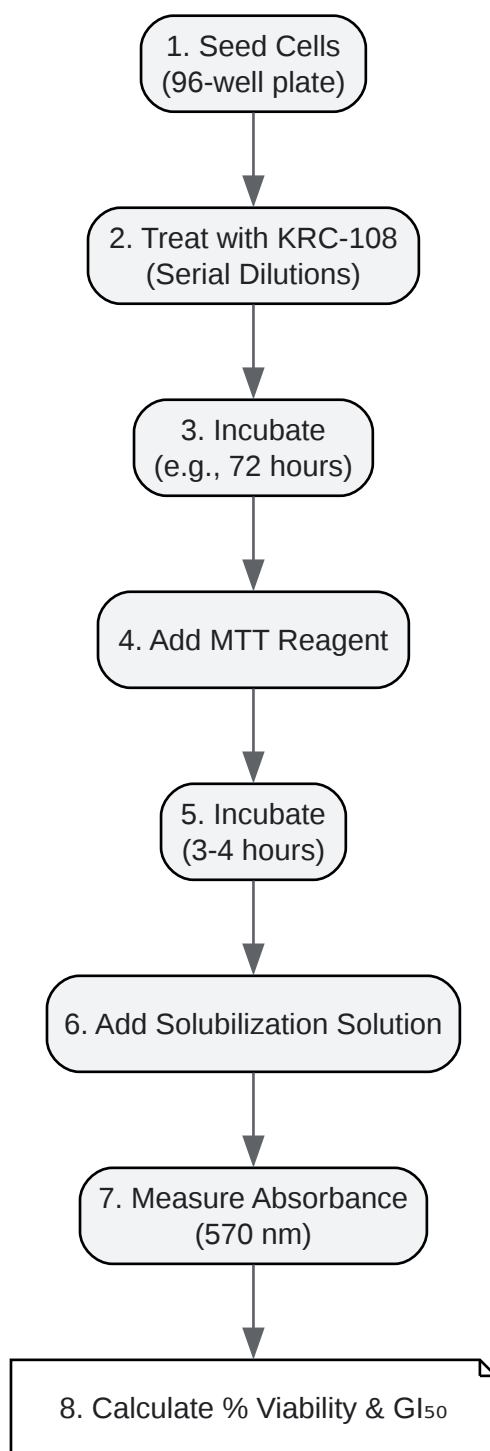 1. Seed Cells
(96-well plate)
2. Treat with KRC-108
(Serial Dilutions)
3. Incubate
(e.g., 72 hours)
4. Add MTT Reagent
5. Incubate
(3-4 hours)
6. Add Solubilization Solution
7. Measure Absorbance
(570 nm)
8. Calculate % Viability & GI₅₀